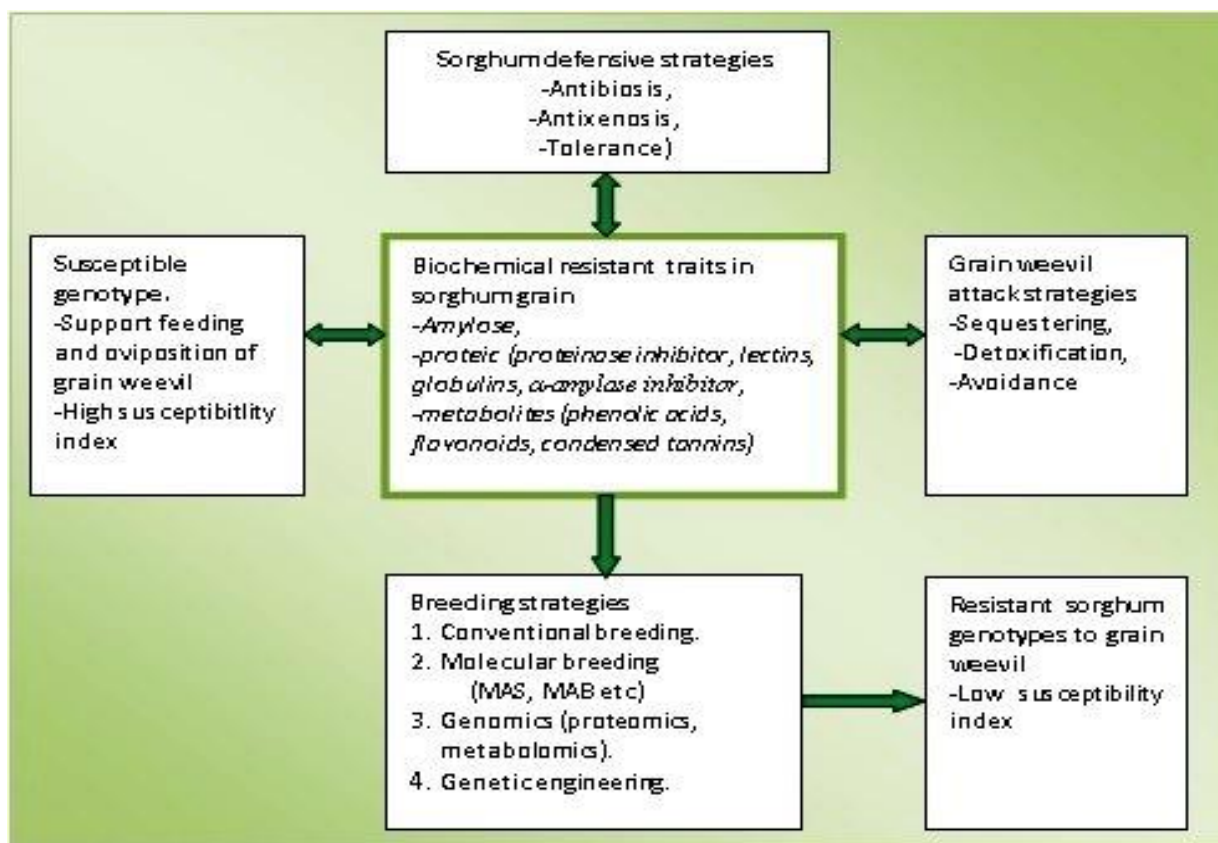 Sorghum defensive strategies
-Antibiosis,
-Antixenosis,
-Tolerance)
Susceptible
genotype.
-Support feeding
and oviposition of
grain weevil
-High susceptibitlity
index
Biochemical resistant traits in
sorghum grain
-Amylose,
-proteic (proteinase inhibitor, lectins,
globulins, α-amylase inhibitor,
-metabolites (phenolic acids,
flavonoids, condensed tannins)
Grain weevil
attack strategies
-Sequestering,
-Detoxification,
-Avoidance
Breeding strategies
1. Conventional breeding.
2. Molecular breeding
(MAS, MAB etc)
3. Genomics (proteomics,
metabolomics).
4. Genetic engineering.
Resistant sorghum
genotypes to grain
weevil
-Low susceptibility
index